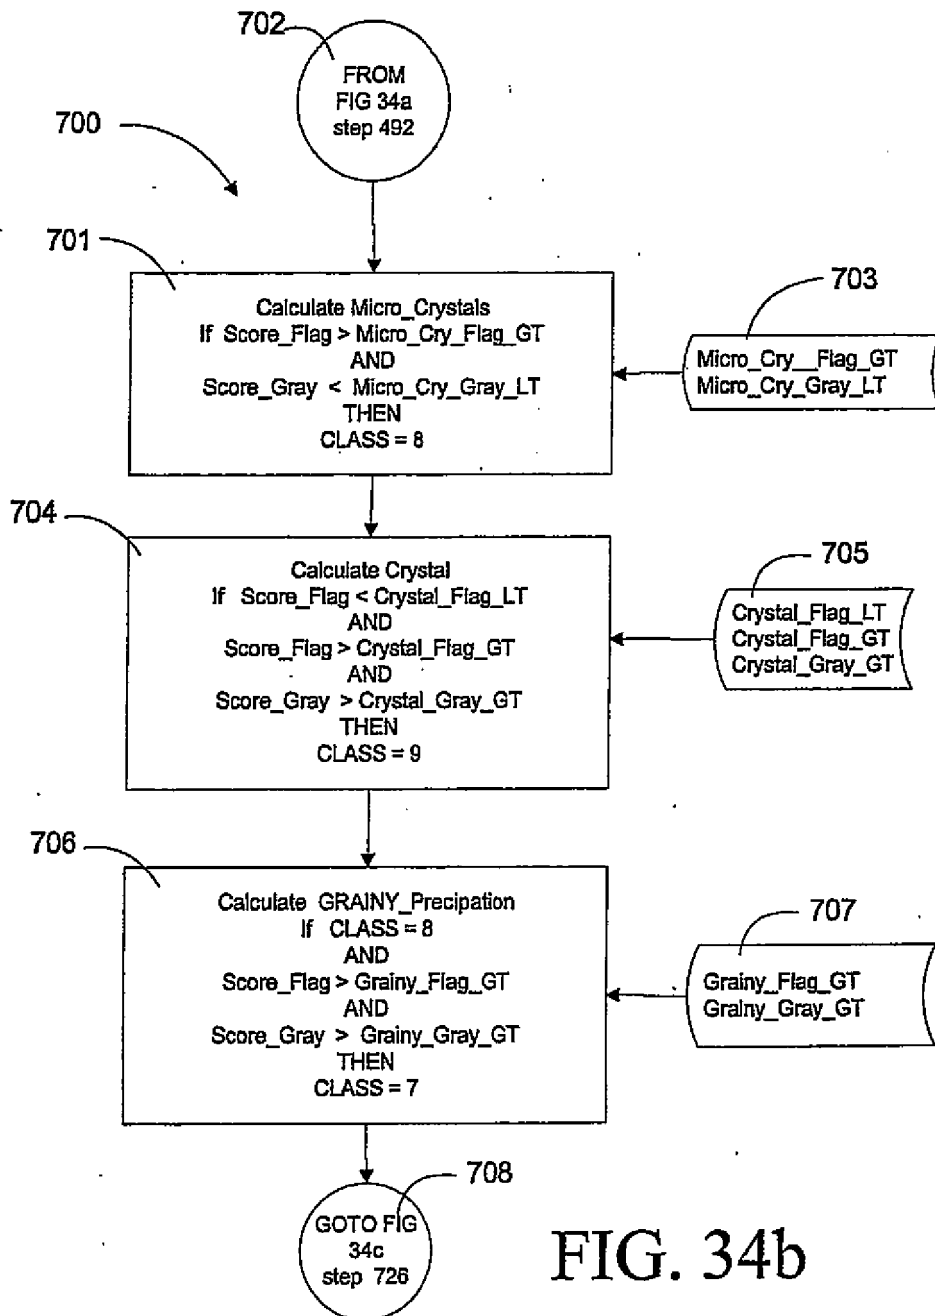 702
FROM
FIG 34a
step 492
700
701
Calculate Micro_Crystals
If Score_Flag > Micro_Cry_Flag_GT
AND
Score_Gray < Micro_Cry_Gray_LT
THEN
CLASS = 8
703
Micro_Cry__Flag_GT
Micro_Cry_Gray_LT
704
Calculate Crystal
If Score_Flag < Crystal_Flag_LT
AND
Score_Flag > Crystal_Flag_GT
AND
Score_Gray > Crystal_Gray_GT
THEN
CLASS = 9
705
Crystal_Flag_LT
Crystal_Flag_GT
Crystal_Gray_GT
706
Calculate GRAINY_Precipation
If CLASS = 8
AND
Score_Flag > Grainy_Flag_GT
AND
Score_Gray > Grainy_Gray_GT
THEN
CLASS = 7
707
Grainy_Flag_GT
Grainy_Gray_GT
708
GOTO FIG
34c
step 726
FIG. 34b